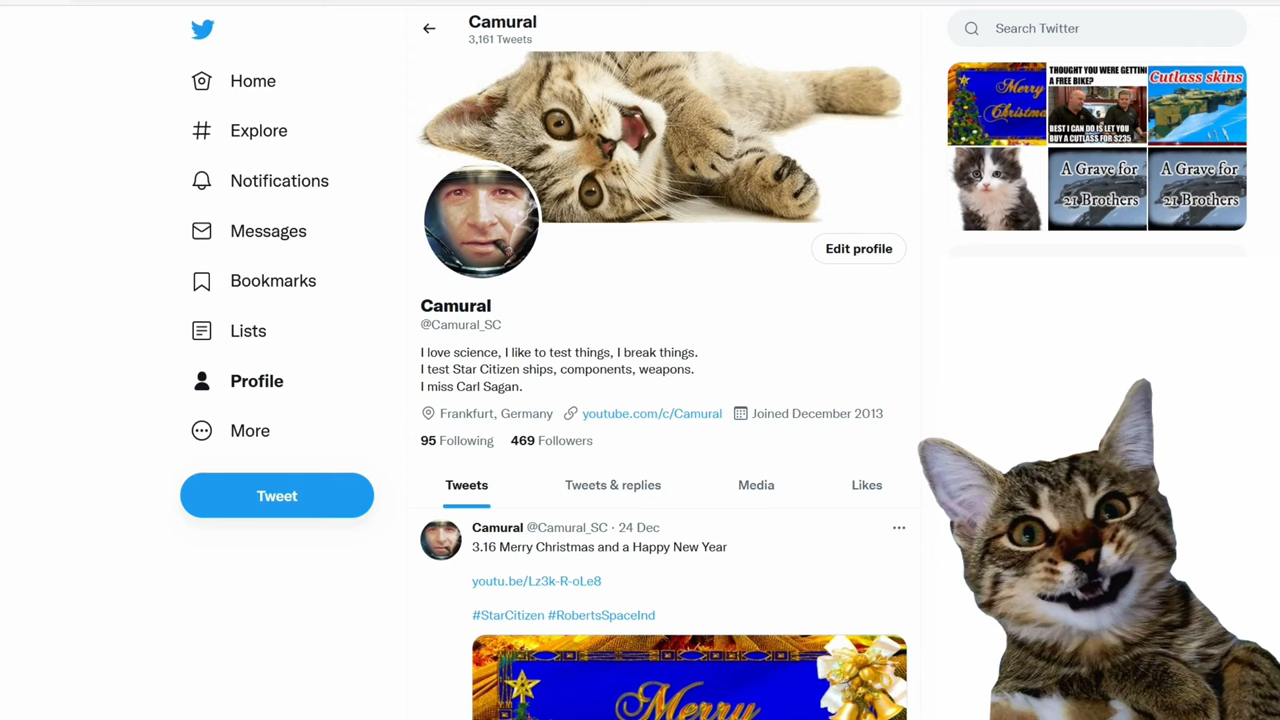 Camural
3,161 Tweets
Search Twitter
Home
Explore
Notifications
Messages
Bookmarks
Lists
Profile
More
Tweet
Edit profile
Camural
@Camural_SC
I love science, I like to test things, I break things.
I test Star Citizen ships, components, weapons.
I miss Carl Sagan.
Frankfurt, Germany youtube.com/c/Camural Joined December 2013
95 Following 469 Followers
Tweets Tweets & replies Media Likes
Camural @Camural_SC · 24 Dec
3.16 Merry Christmas and a Happy New Year
youtu.be/Lz3k-R-oLe8
#StarCitizen #RobertsSpaceInd
Merry
Merry
Christmas
THOUGHT YOU WERE GETTING
A FREE BIKE?
BEST I CAN DO IS LET YOU
BUY A CUTLASS FOR $235
Cutlass skins
A Grave for
21 Brothers
A Grave for
21 Brothers